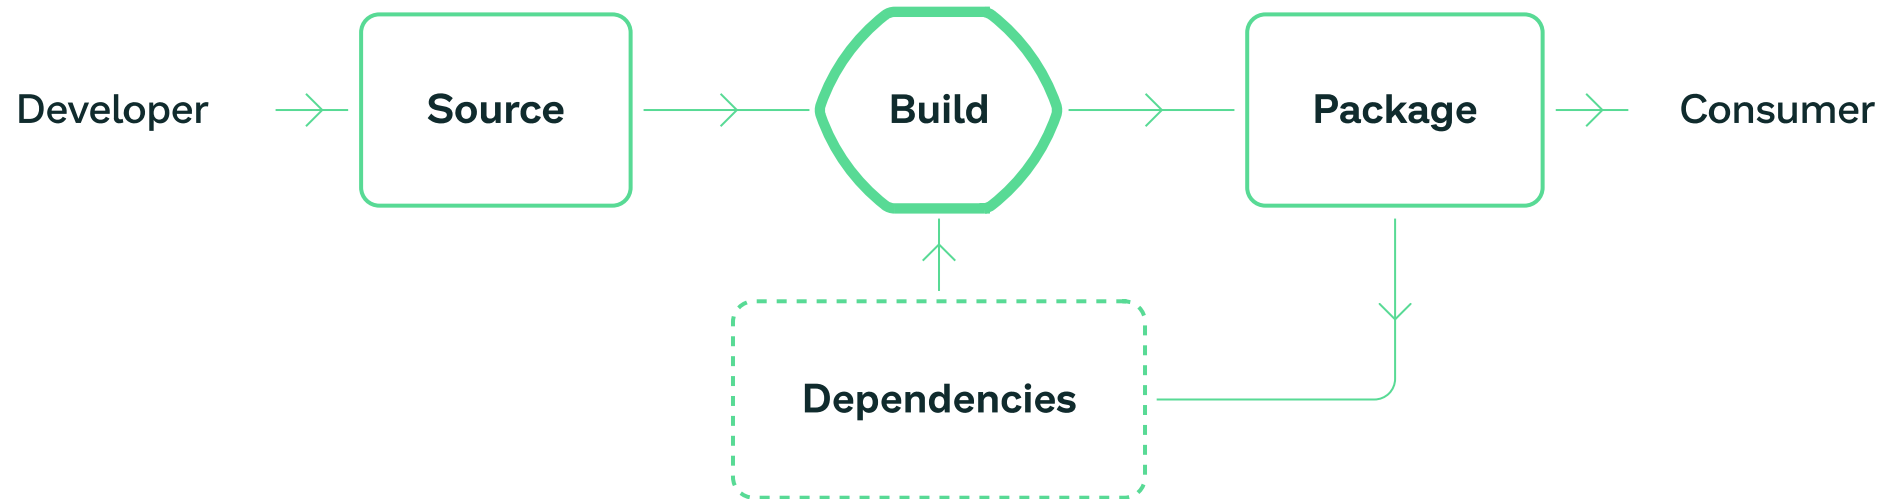 Developer
Source
Build
Package
Consumer
Dependencies